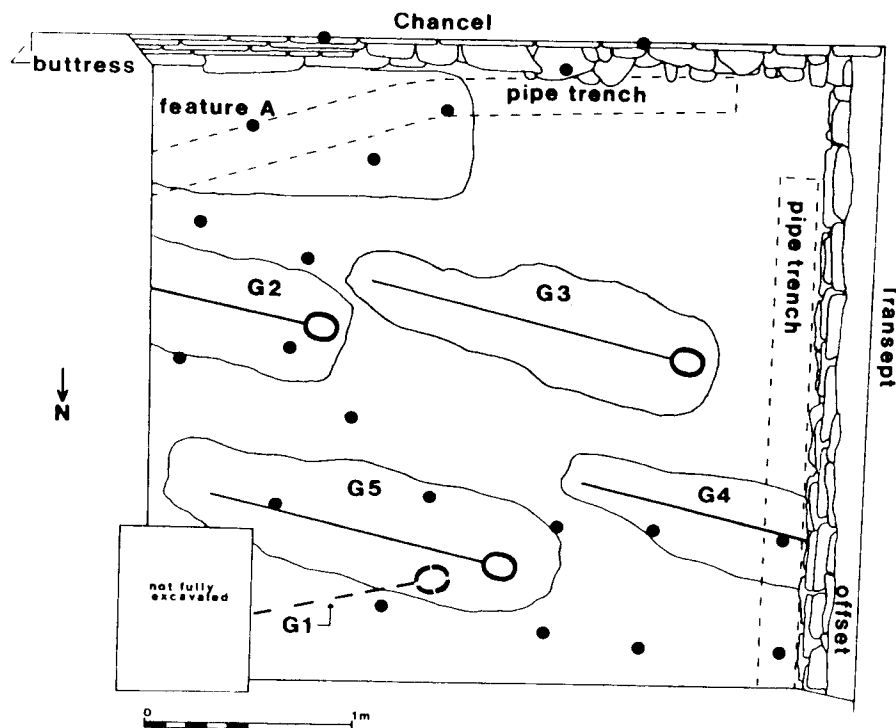 Chancel
buttress
feature A
pipe trench
pipe trench
Transept
G2
G3
N
G5
G4
not fully
excavated
G1
offset
0 1m